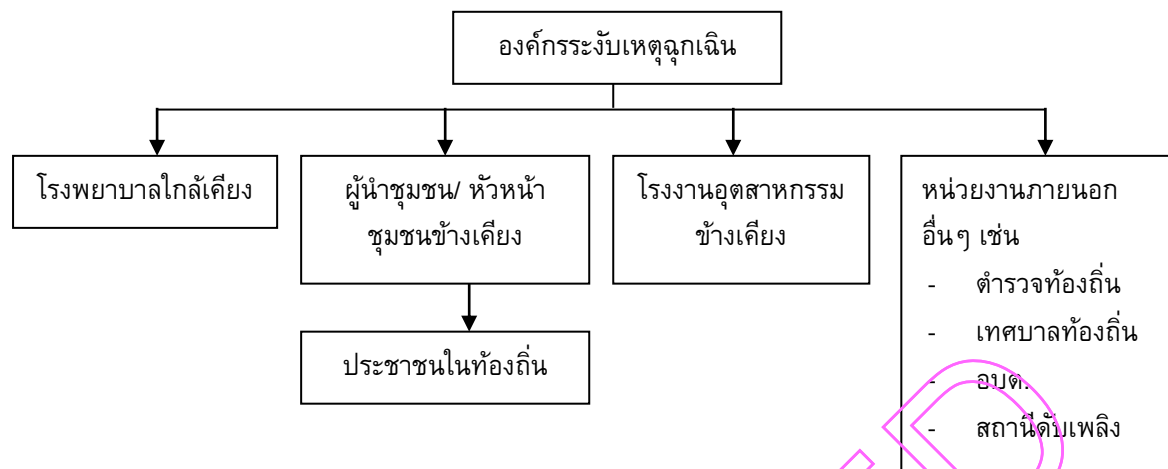 องค์กรระงับเหตุฉุกเฉิน
โรงพยาบาลใกล้เคียง
ผู้นำชุมชน/ หัวหน้า
ชุมชนข้างเคียง
ประชาชนในท้องถิ่น
โรงงานอุตสาหกรรม
ข้างเคียง
หน่วยงานภายนอก
อื่นๆ เช่น
- ตำรวจท้องถิ่น
- เทศบาลท้องถิ่น
- อบต.
- สถานีดับเพลิง